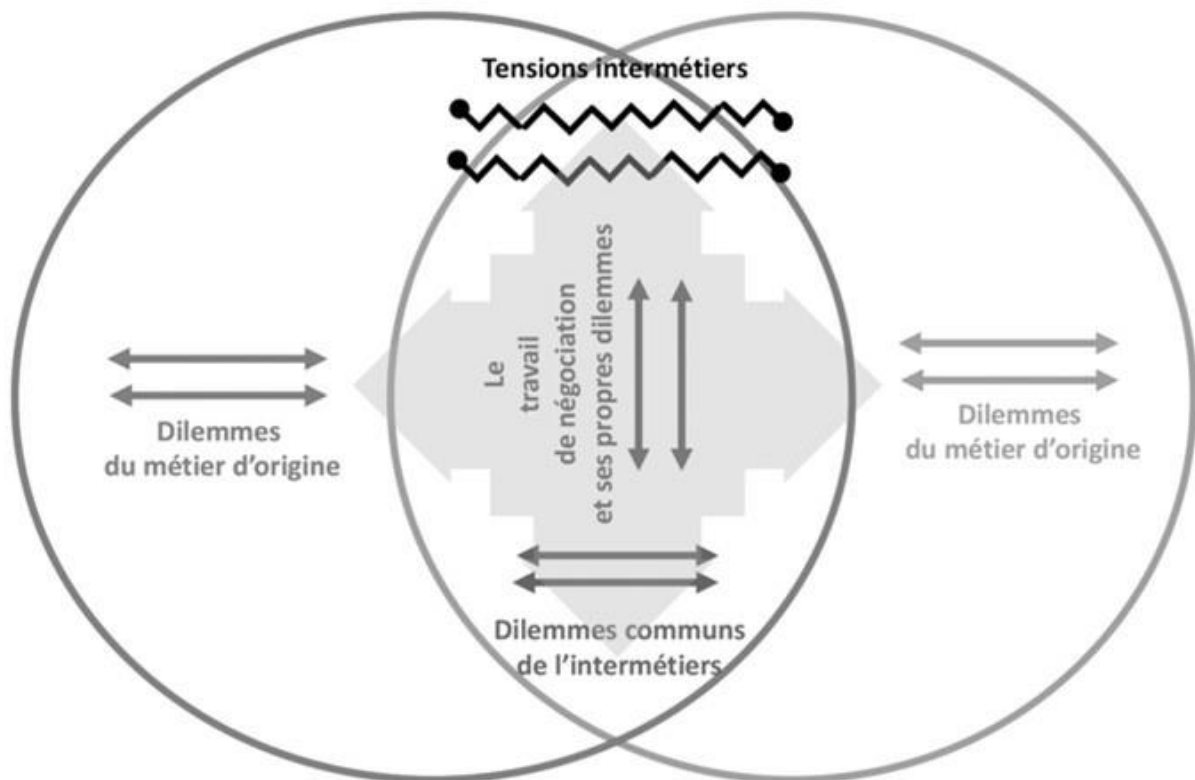 Tensions intermétiers
Dilemmes
du métier d'origine
Le
travail
de négociation
et ses propres dilemmes
Dilemmes
du métier d'origine
Dilemmes communs
de l'intermétiers